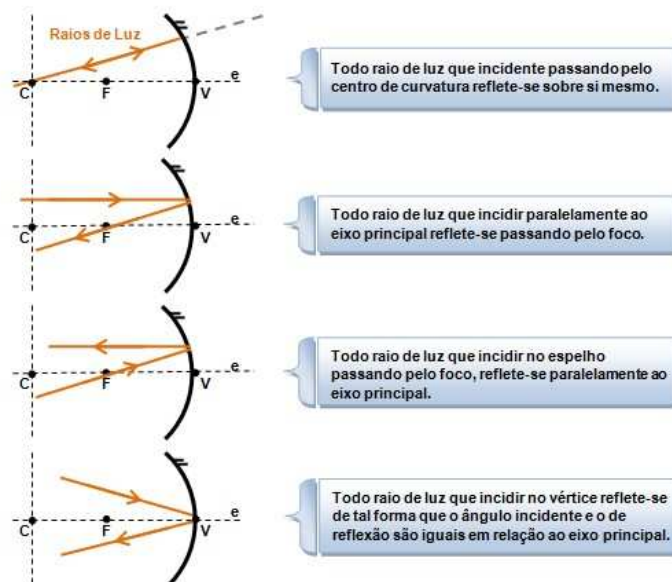 Raios de Luz
C
F
V
e
Todo raio de luz que incidente passando pelo
centro de curvatura reflete-se sobre si mesmo.
C
F
V
e
Todo raio de luz que incidir paralelamente ao
eixo principal reflete-se passando pelo foco.
C
F
V
e
Todo raio de luz que incidir no espelho
passando pelo foco, reflete-se paralelamente ao
eixo principal.
C
F
V
e
Todo raio de luz que incidir no vértice reflete-se
de tal forma que o ângulo incidente e o de
reflexão são iguais em relação ao eixo principal.